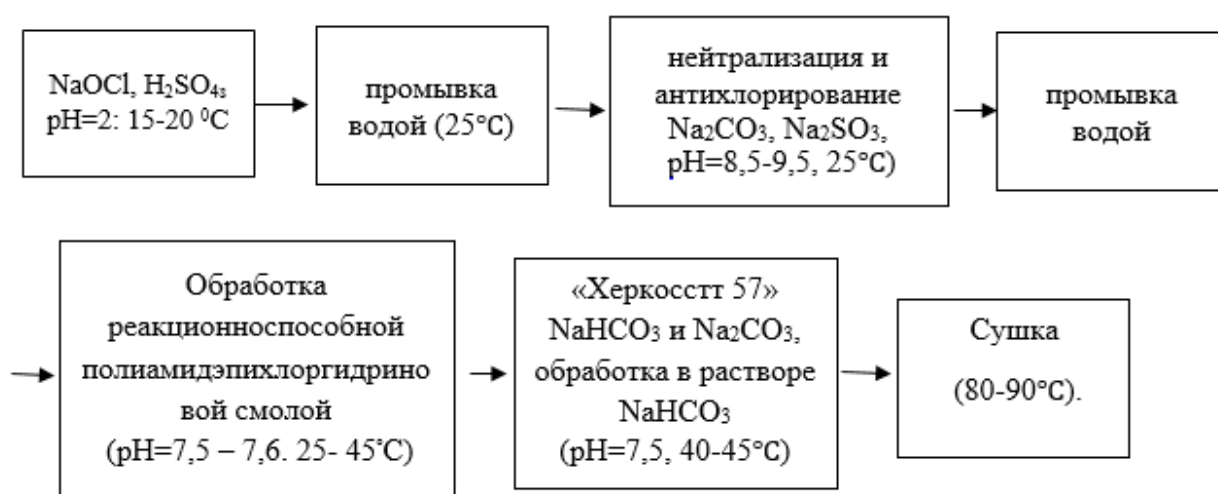 NaOCl, H₂SO₄₃
pH=2: 15-20 ⁰C
промывка
водой (25°C)
нейтрализация и
антихлорирование
Na₂CO₃, Na₂SO₃,
pH=8,5-9,5, 25°C)
промывка
водой
Обработка
реакционноспособной
полиамидэпихлоргидрино
вой смолой
(pH=7,5 – 7,6. 25- 45°C)
«Херкосстт 57»
NaHCO₃ и Na₂CO₃,
обработка в растворе
NaHCO₃
(pH=7,5, 40-45°C)
Сушка
(80-90°C).